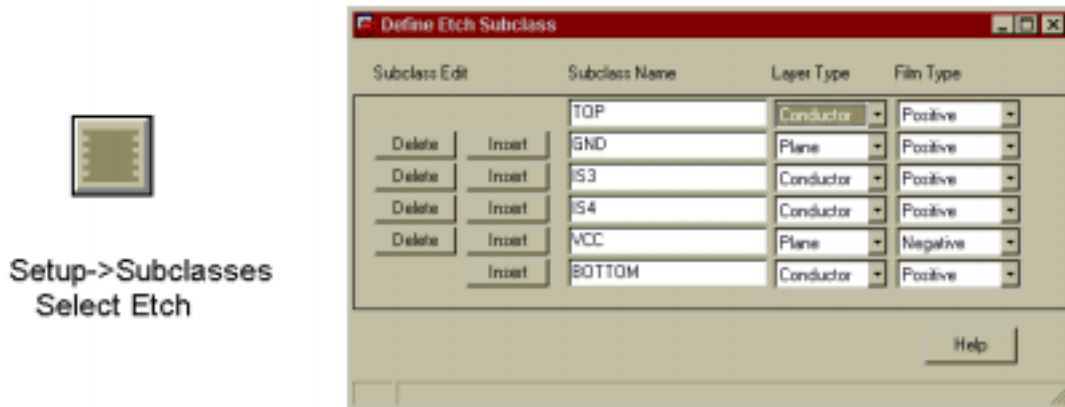 Define Etch Subclass
Subclass Edit Subclass Name Layer Type Film Type
TOP Conductor Positive
Delete Insert GND Plane Positive
Delete Insert IS3 Conductor Positive
Delete Insert IS4 Conductor Positive
Delete Insert VCC Plane Negative
Insert BOTTOM Conductor Positive
Setup->Subclasses
Select Etch
Help